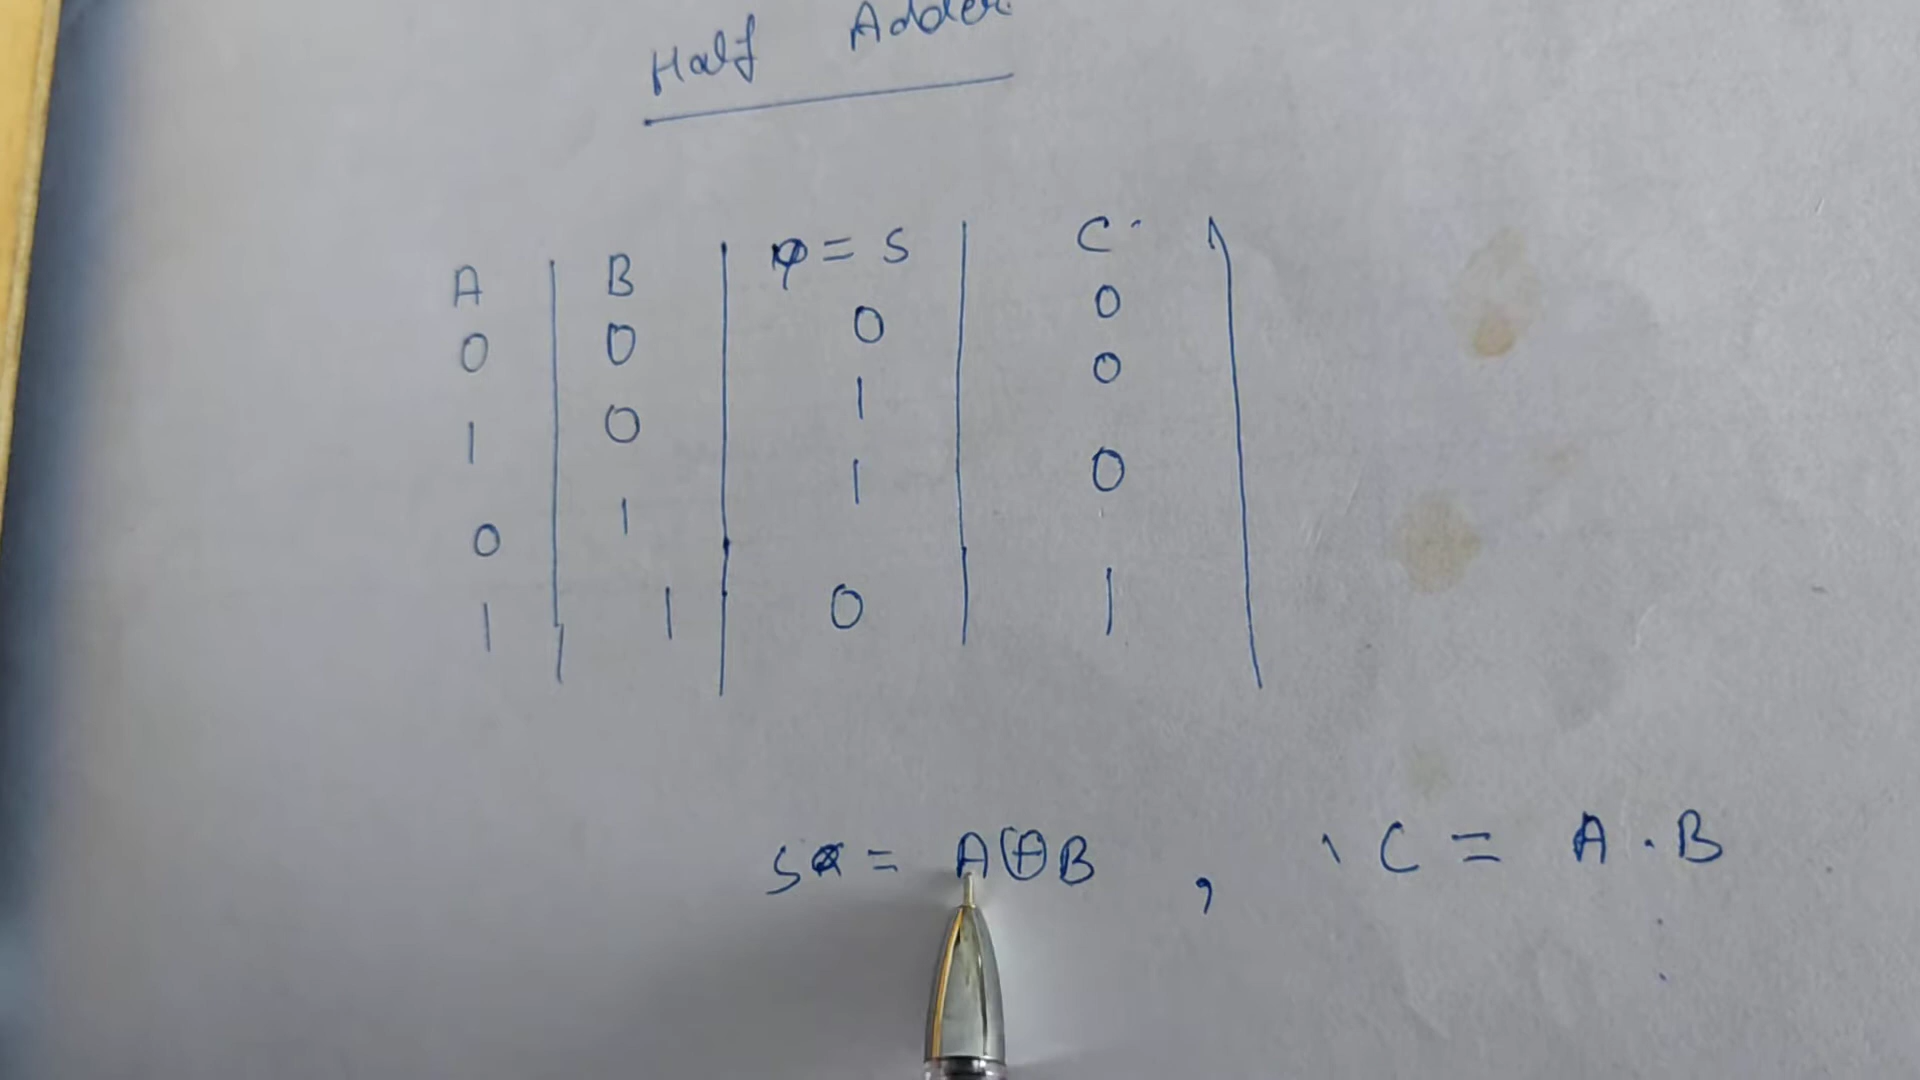 Half Adder
A B = S C
0 0 0 0
1 0 1 0
0 1 1 0
1 1 0 1
S = A⊕B , C = A . B